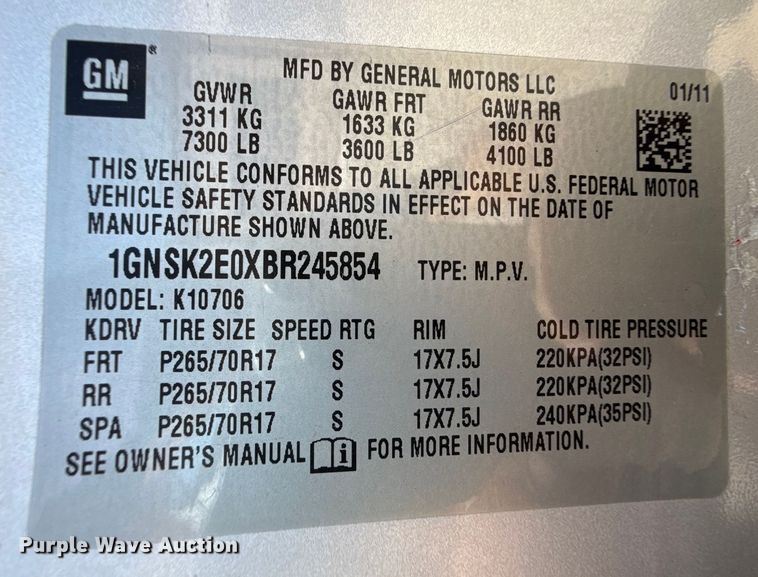 GM ®
MFD BY GENERAL MOTORS LLC 01/11
GVWR GAWR FRT GAWR RR
3311 KG 1633 KG 1860 KG
7300 LB 3600 LB 4100 LB
THIS VEHICLE CONFORMS TO ALL APPLICABLE U.S. FEDERAL MOTOR
VEHICLE SAFETY STANDARDS IN EFFECT ON THE DATE OF
MANUFACTURE SHOWN ABOVE.
1GNSK2E0XBR245854 TYPE: M.P.V.
MODEL: K10706
KDRV TIRE SIZE SPEED RTG RIM COLD TIRE PRESSURE
FRT P265/70R17 S 17X7.5J 220KPA(32PSI)
RR P265/70R17 S 17X7.5J 220KPA(32PSI)
SPA P265/70R17 S 17X7.5J 240KPA(35PSI)
SEE OWNER'S MANUAL i FOR MORE INFORMATION.
Purple Wave Auction